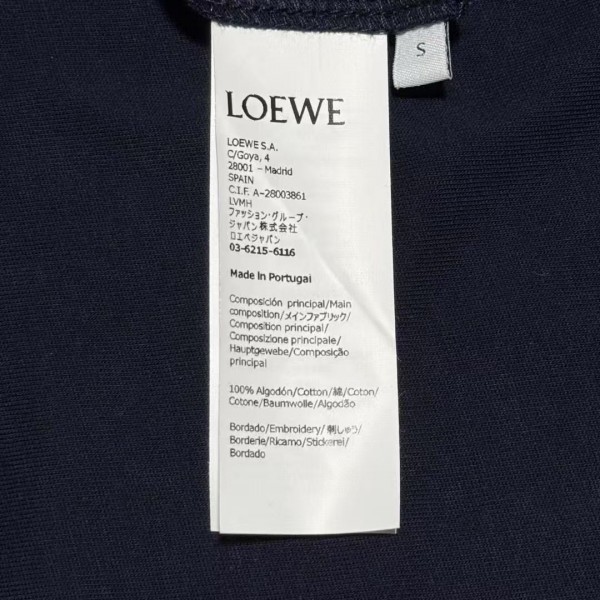 S
LOEWE
LOEWE S.A.
C/Goya, 4
28001 - Madrid
SPAIN
C.I.F. A-28003861
LVMH
ファッション・グループ・
ジャパン株式会社
ロエベジャパン
03-6215-6116
Made in Portugal
Composición principal/Main
composition/メインファブリック/
Composition principal/
Composizione principale/
Hauptgewebe/Composição
principal
100% Algodón/Cotton/綿/Coton/
Cotone/Baumwolle/Algodão
Bordado/Embroidery/刺しゅう/
Borderie/Ricamo/Stickerei/
Bordado